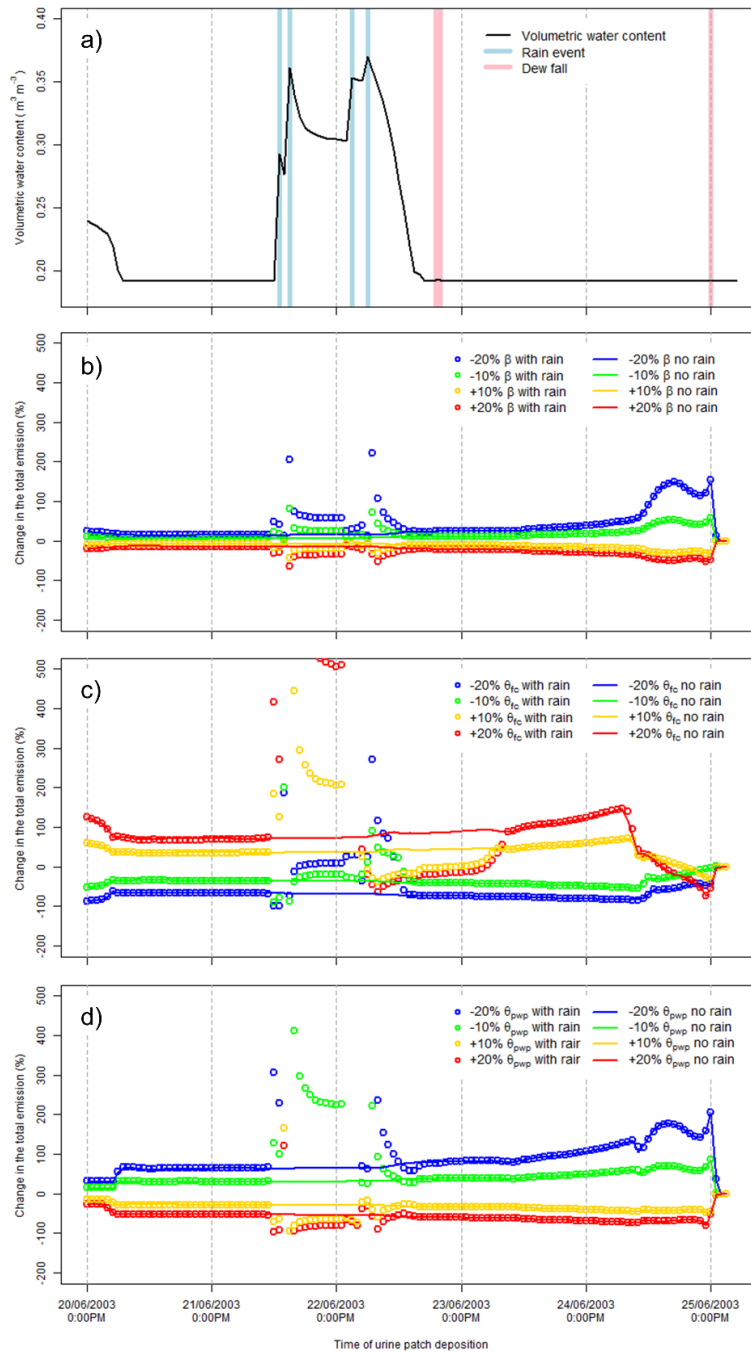 a)
Volumetric water content ( m³ m⁻³)
0.40
0.35
0.30
0.25
0.20
Volumetric water content
Rain event
Dew fall
b)
Change in the total emission (%)
500
400
300
200
100
0
-100
-200
-20% β with rain
-10% β with rain
+10% β with rain
+20% β with rain
-20% β no rain
-10% β no rain
+10% β no rain
+20% β no rain
c)
Change in the total emission (%)
500
400
300
200
100
0
-100
-200
-20% θfc with rain
-10% θfc with rain
+10% θfc with rain
+20% θfc with rain
-20% θfc no rain
-10% θfc no rain
+10% θfc no rain
+20% θfc no rain
d)
Change in the total emission (%)
500
400
300
200
100
0
-100
-200
-20% θpwp with rain
-10% θpwp with rain
+10% θpwp with rair
+20% θpwp with rair
-20% θpwp no rain
-10% θpwp no rain
+10% θpwp no rain
+20% θpwp no rain
20/06/2003 21/06/2003 22/06/2003 23/06/2003 24/06/2003 25/06/2003
0:00PM 0:00PM 0:00PM 0:00PM 0:00PM 0:00PM
Time of urine patch deposition